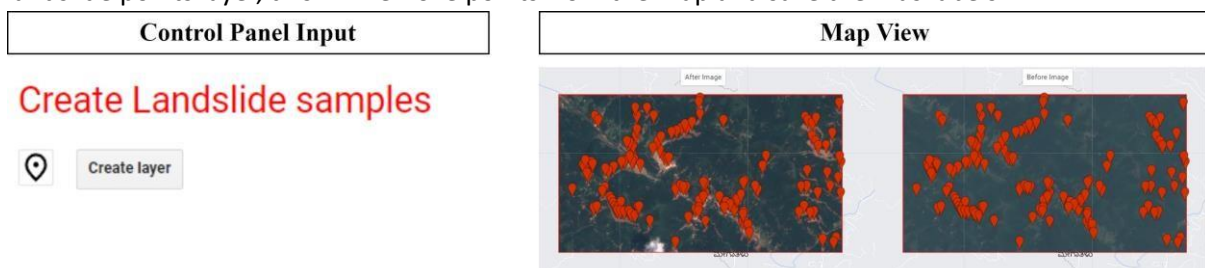 Control Panel Input
Map View
Create Landslide samples
Create layer
After Image
Before Image